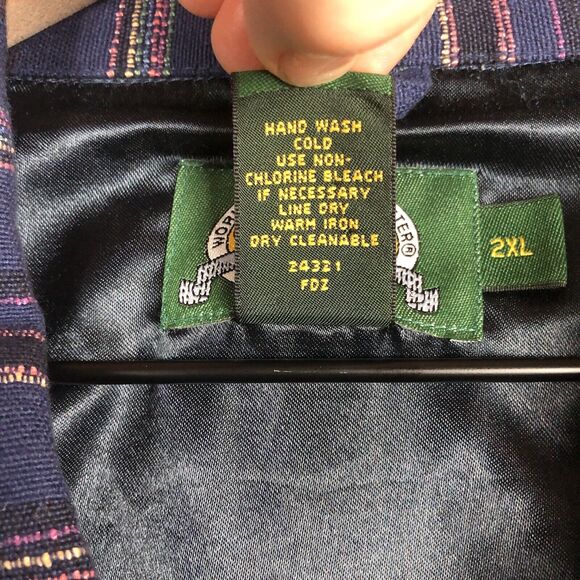 HAND WASH
COLD
USE NON-
CHLORINE BLEACH
IF NECESSARY
LINE DRY
WARM IRON
DRY CLEANABLE
24321
FDZ
2XL